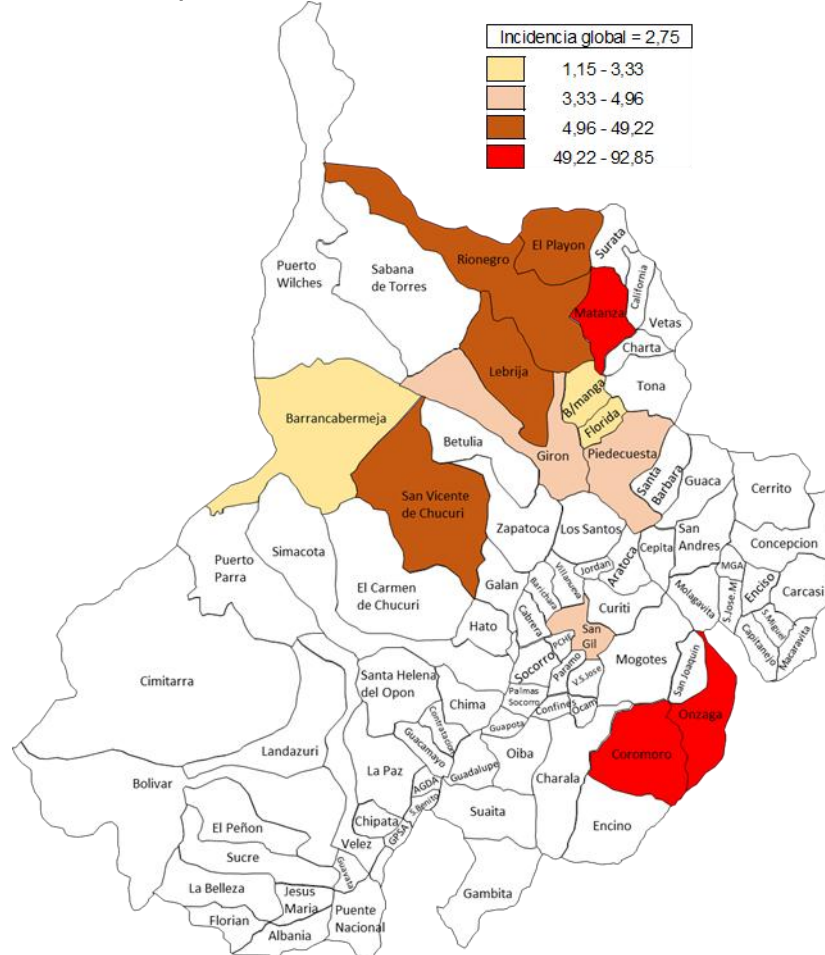 Incidencia global = 2,75
1,15 - 3,33
3,33 - 4,96
4,96 - 49,22
49,22 - 92,85
Puerto
Wilches
Sabana
de Torres
Rionegro
El Playon
Surata
California
Matanza
Vetas
Charta
Lebrija
Tona
B/manga
Florida
Barrancabermeja
Betulia
Giron
Piedecuesta
Santa
Barbara
Guaca
Cerrito
San Vicente
de Chucuri
Zapatoca
Los Santos
Cepita
San
Andres
Concepcion
Puerto
Parra
Simacota
El Carmen
de Chucuri
Galan
Barichara
Villanueva
Jordan
Aratoca
Curiti
Molagavita
MGA
S.Jose.MI
Enciso
Carcasi
S.Miguel
Capitanejo
Macaravita
Hato
Cabrera
San
Gil
PCHE
Socorro
Paramo
V.S.Jose
Mogotes
San Joaquin
Cimitarra
Santa Helena
del Opon
Chima
Palmas
Socorro
Confines
Ocam
Onzaga
Contratacion
Guapota
Guacamayo
Landazuri
La Paz
Guadalupe
Oiba
Charala
Coromoro
Bolivar
AGDA
S.Benito
Suaita
Encino
El Peñon
Chipata
GPSA
Velez
Sucre
Guavata
La Belleza
Jesus
Maria
Gambita
Florian
Puente
Nacional
Albania